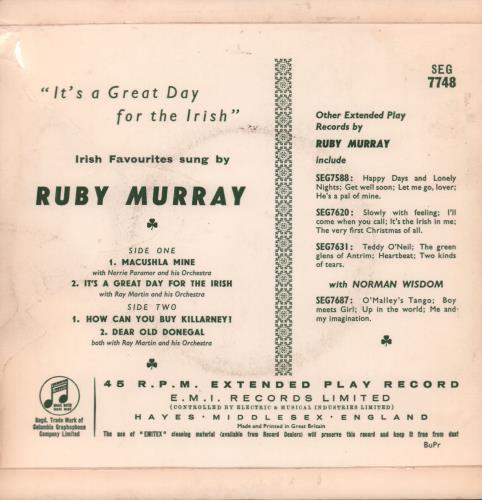 SEG
7748
"It's a Great Day
for the Irish"
Irish Favourites sung by
RUBY MURRAY
SIDE ONE
1. MACUSHLA MINE
with Norrie Paramor and his Orchestra
2. IT'S A GREAT DAY FOR THE IRISH
with Ray Martin and his Orchestra
SIDE TWO
1. HOW CAN YOU BUY KILLARNEY?
2. DEAR OLD DONEGAL
both with Ray Martin and his Orchestra
Other Extended Play
Records by
RUBY MURRAY
include
SEG7588: Happy Days and Lonely
Nights; Get well soon; Let me go, lover;
He's a pal of mine.
SEG7620: Slowly with feeling; I'll
come when you call; It's the Irish in me;
The very first Christmas of all.
SEG7631: Teddy O'Neil; The green
glens of Antrim; Heartbeat; Two kinds
of tears.
with NORMAN WISDOM
SEG7687: O'Malley's Tango; Boy
meets Girl; Up in the world; Me and
my imagination.
Regd. Trade Mark of
Columbia Graphophone
Company Limited
45 R.P.M. EXTENDED PLAY RECORD
E.M.I. RECORDS LIMITED
(CONTROLLED BY ELECTRIC & MUSICAL INDUSTRIES LIMITED)
HAYES · MIDDLESEX · ENGLAND
Made and Printed in Great Britain
The use of "EMITEX" cleaning material (available from Record Dealers) will preserve this record and keep it free from dust
BuPr